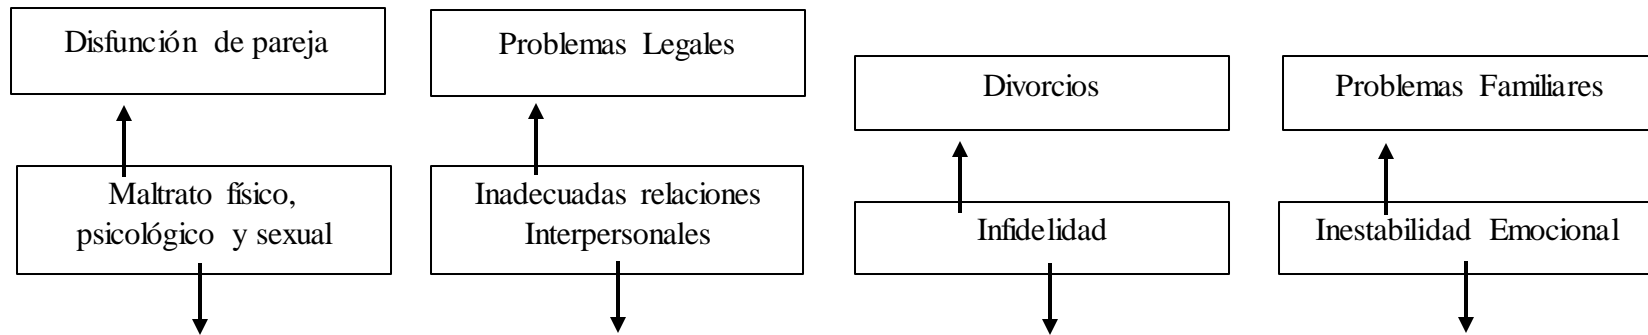 Disfunción de pareja
Problemas Legales
Divorcios
Problemas Familiares
Maltrato físico,
psicológico y sexual
Inadecuadas relaciones
Interpersonales
Infidelidad
Inestabilidad Emocional